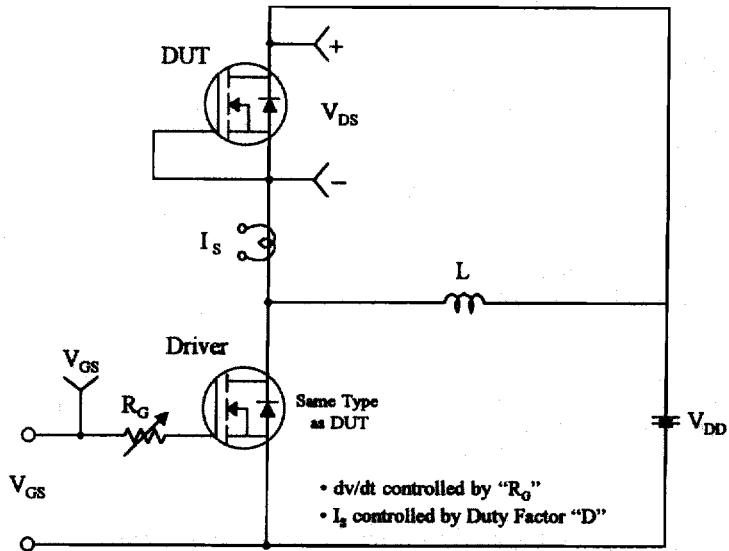 DUT
+
V_DS
−
I_S
L
Driver
V_GS
R_G
Same Type
as DUT
V_DD
V_GS
• dv/dt controlled by “R_G”
• I_S controlled by Duty Factor “D”